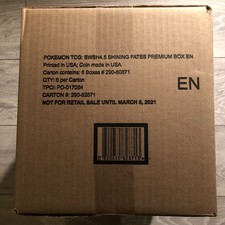 POKEMON TCG: SWSH4.5 SHINING FATES PREMIUM BOX EN
Printed in USA; Coin made in USA
Carton contains: 6 Boxes # 290-80871
QTY: 6 per Carton
TPCI: PO-017034
CARTON #: 290-82871
NOT FOR RETAIL SALE UNTIL MARCH 5, 2021
EN